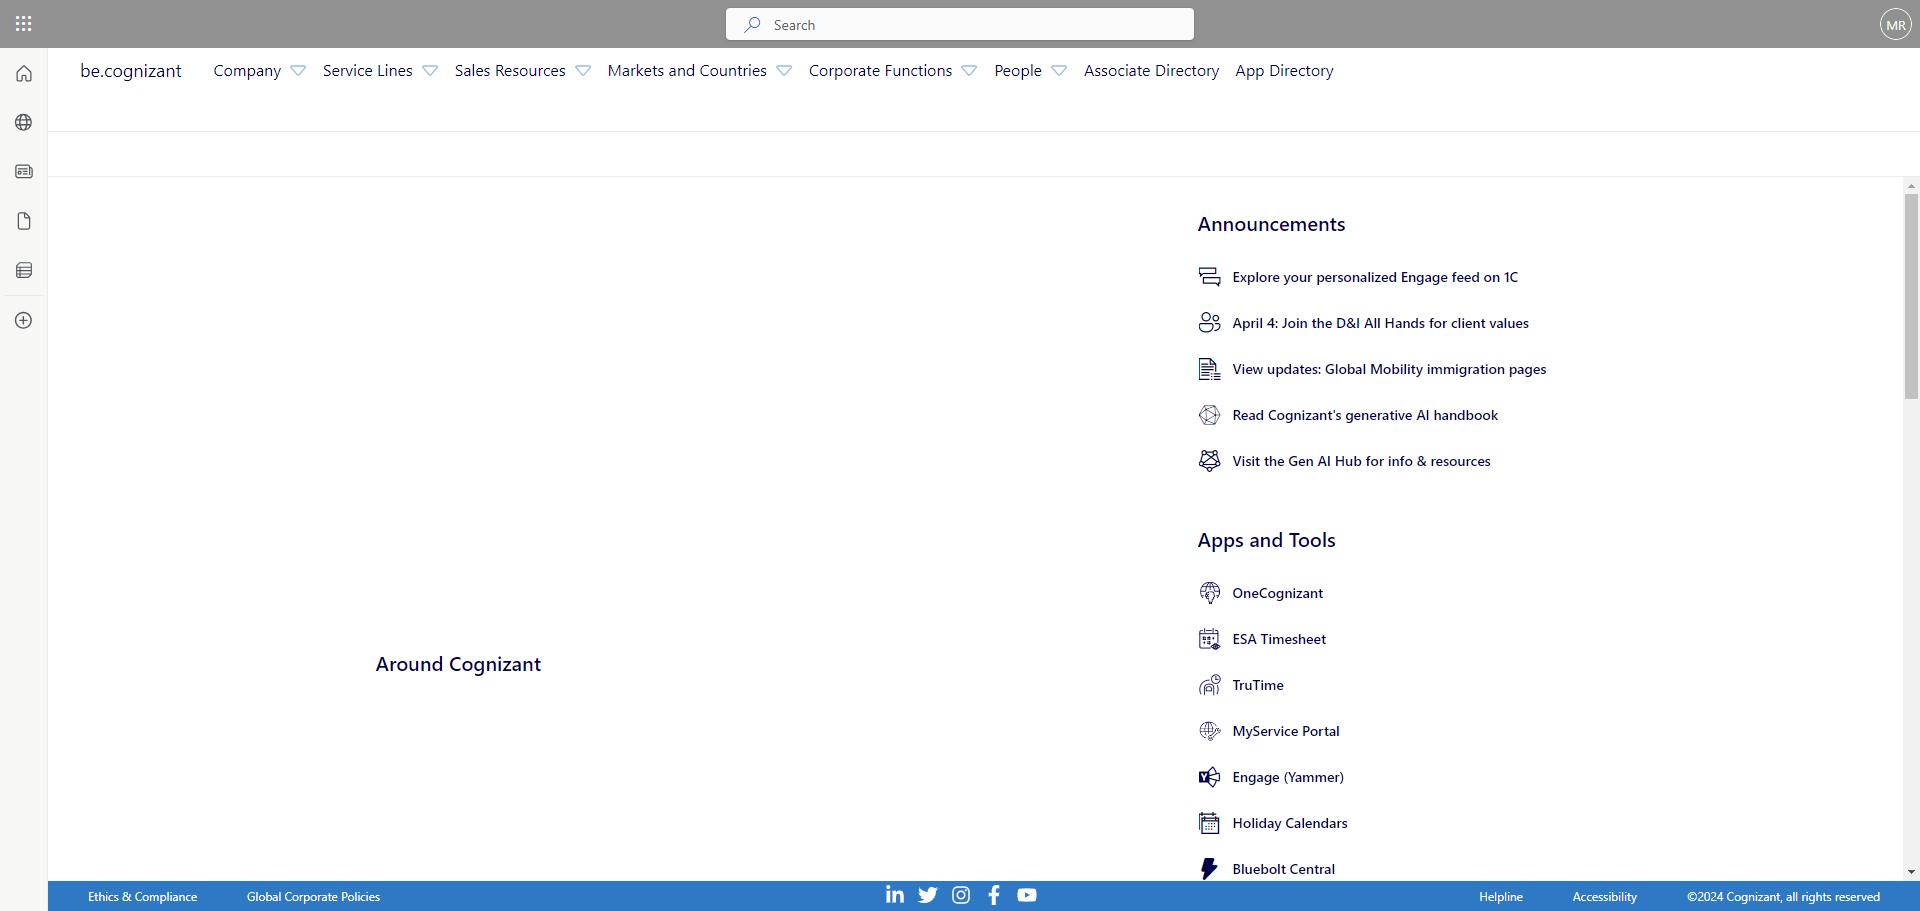 Search
MR
be.cognizant
Company
Service Lines
Sales Resources
Markets and Countries
Corporate Functions
People
Associate Directory
App Directory
Announcements
Explore your personalized Engage feed on 1C
April 4: Join the D&I All Hands for client values
View updates: Global Mobility immigration pages
Read Cognizant's generative AI handbook
Visit the Gen AI Hub for info & resources
Apps and Tools
OneCognizant
ESA Timesheet
TruTime
MyService Portal
Engage (Yammer)
Holiday Calendars
Bluebolt Central
Around Cognizant
Ethics & Compliance
Global Corporate Policies
Helpline
Accessibility
©2024 Cognizant, all rights reserved